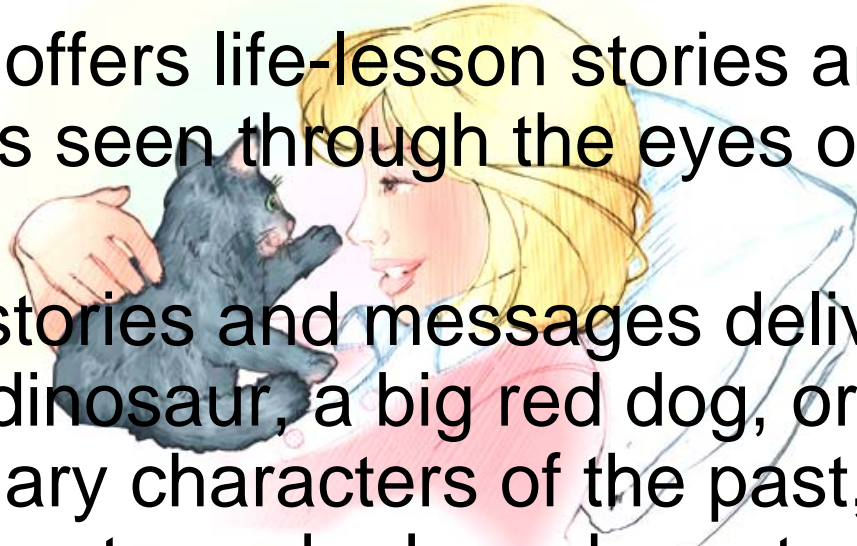 offers life-lesson stories a
s seen through the eyes o
stories and messages deliv
dinosaur, a big red dog, or
ary characters of the past,